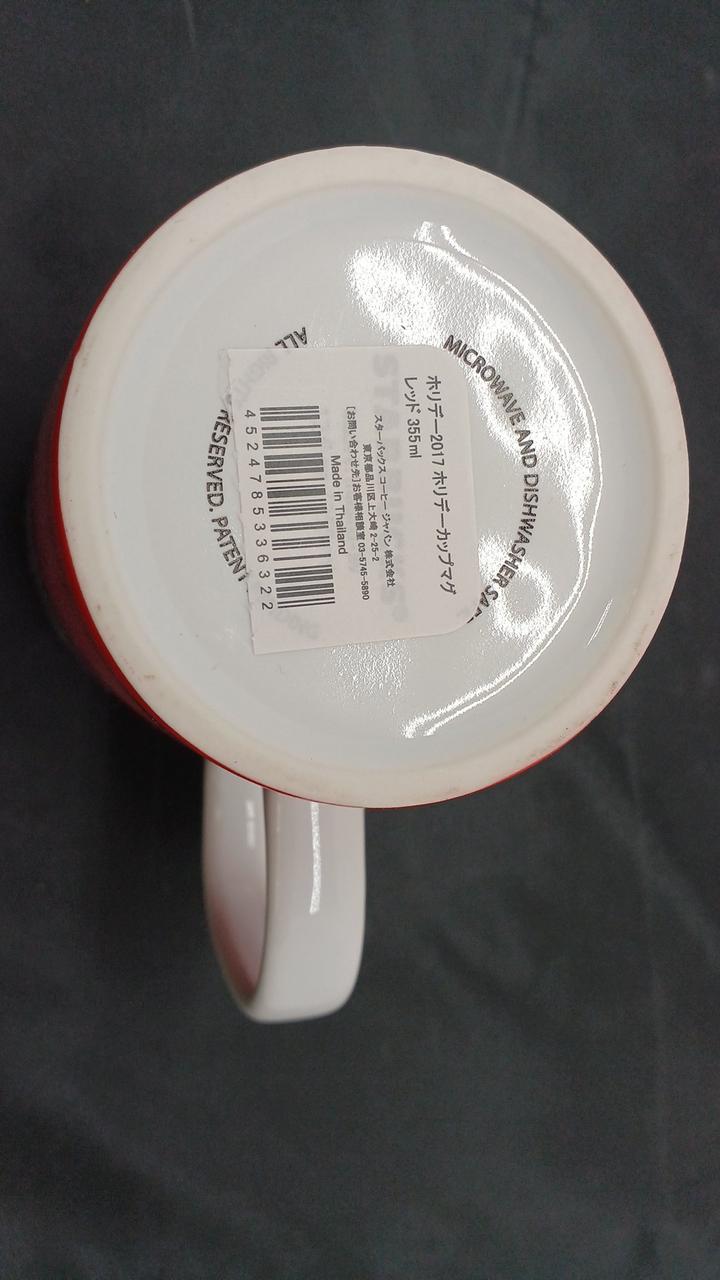 ホリデー2017 ホリデーカップマグ
レッド 355ml
スターバックス コーヒー ジャパン 株式会社
東京都品川区上大崎 2-25-2
[お問い合わせ先]お客様相談室 03-5745-5890
Made in Thailand
4524785336322
MICROWAVE AND DISHWASHER
ALL
RESERVED. PATENT